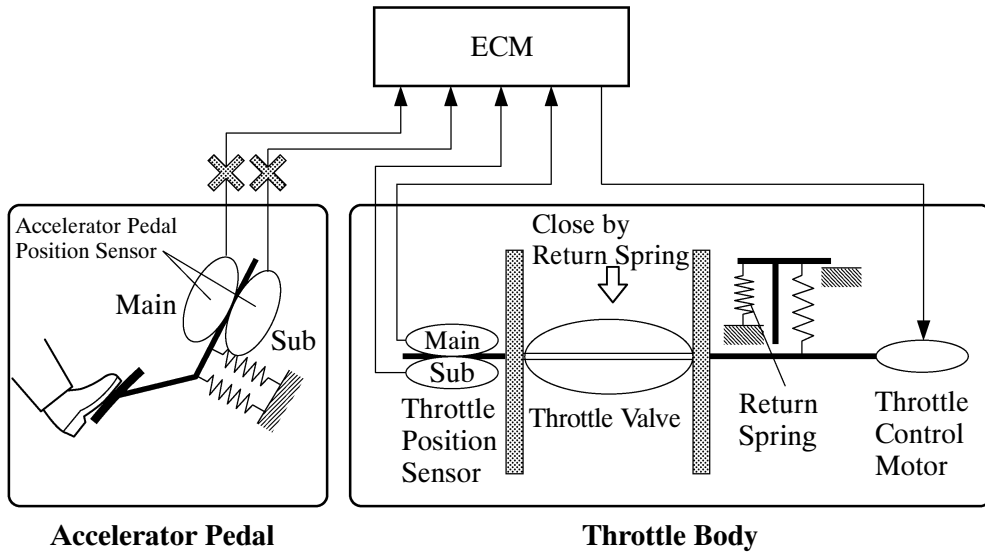 ECM
Accelerator Pedal
Position Sensor
Main
Sub
Close by
Return Spring
Main
Sub
Throttle
Position
Sensor
Throttle Valve
Return
Spring
Throttle
Control
Motor
Accelerator Pedal
Throttle Body